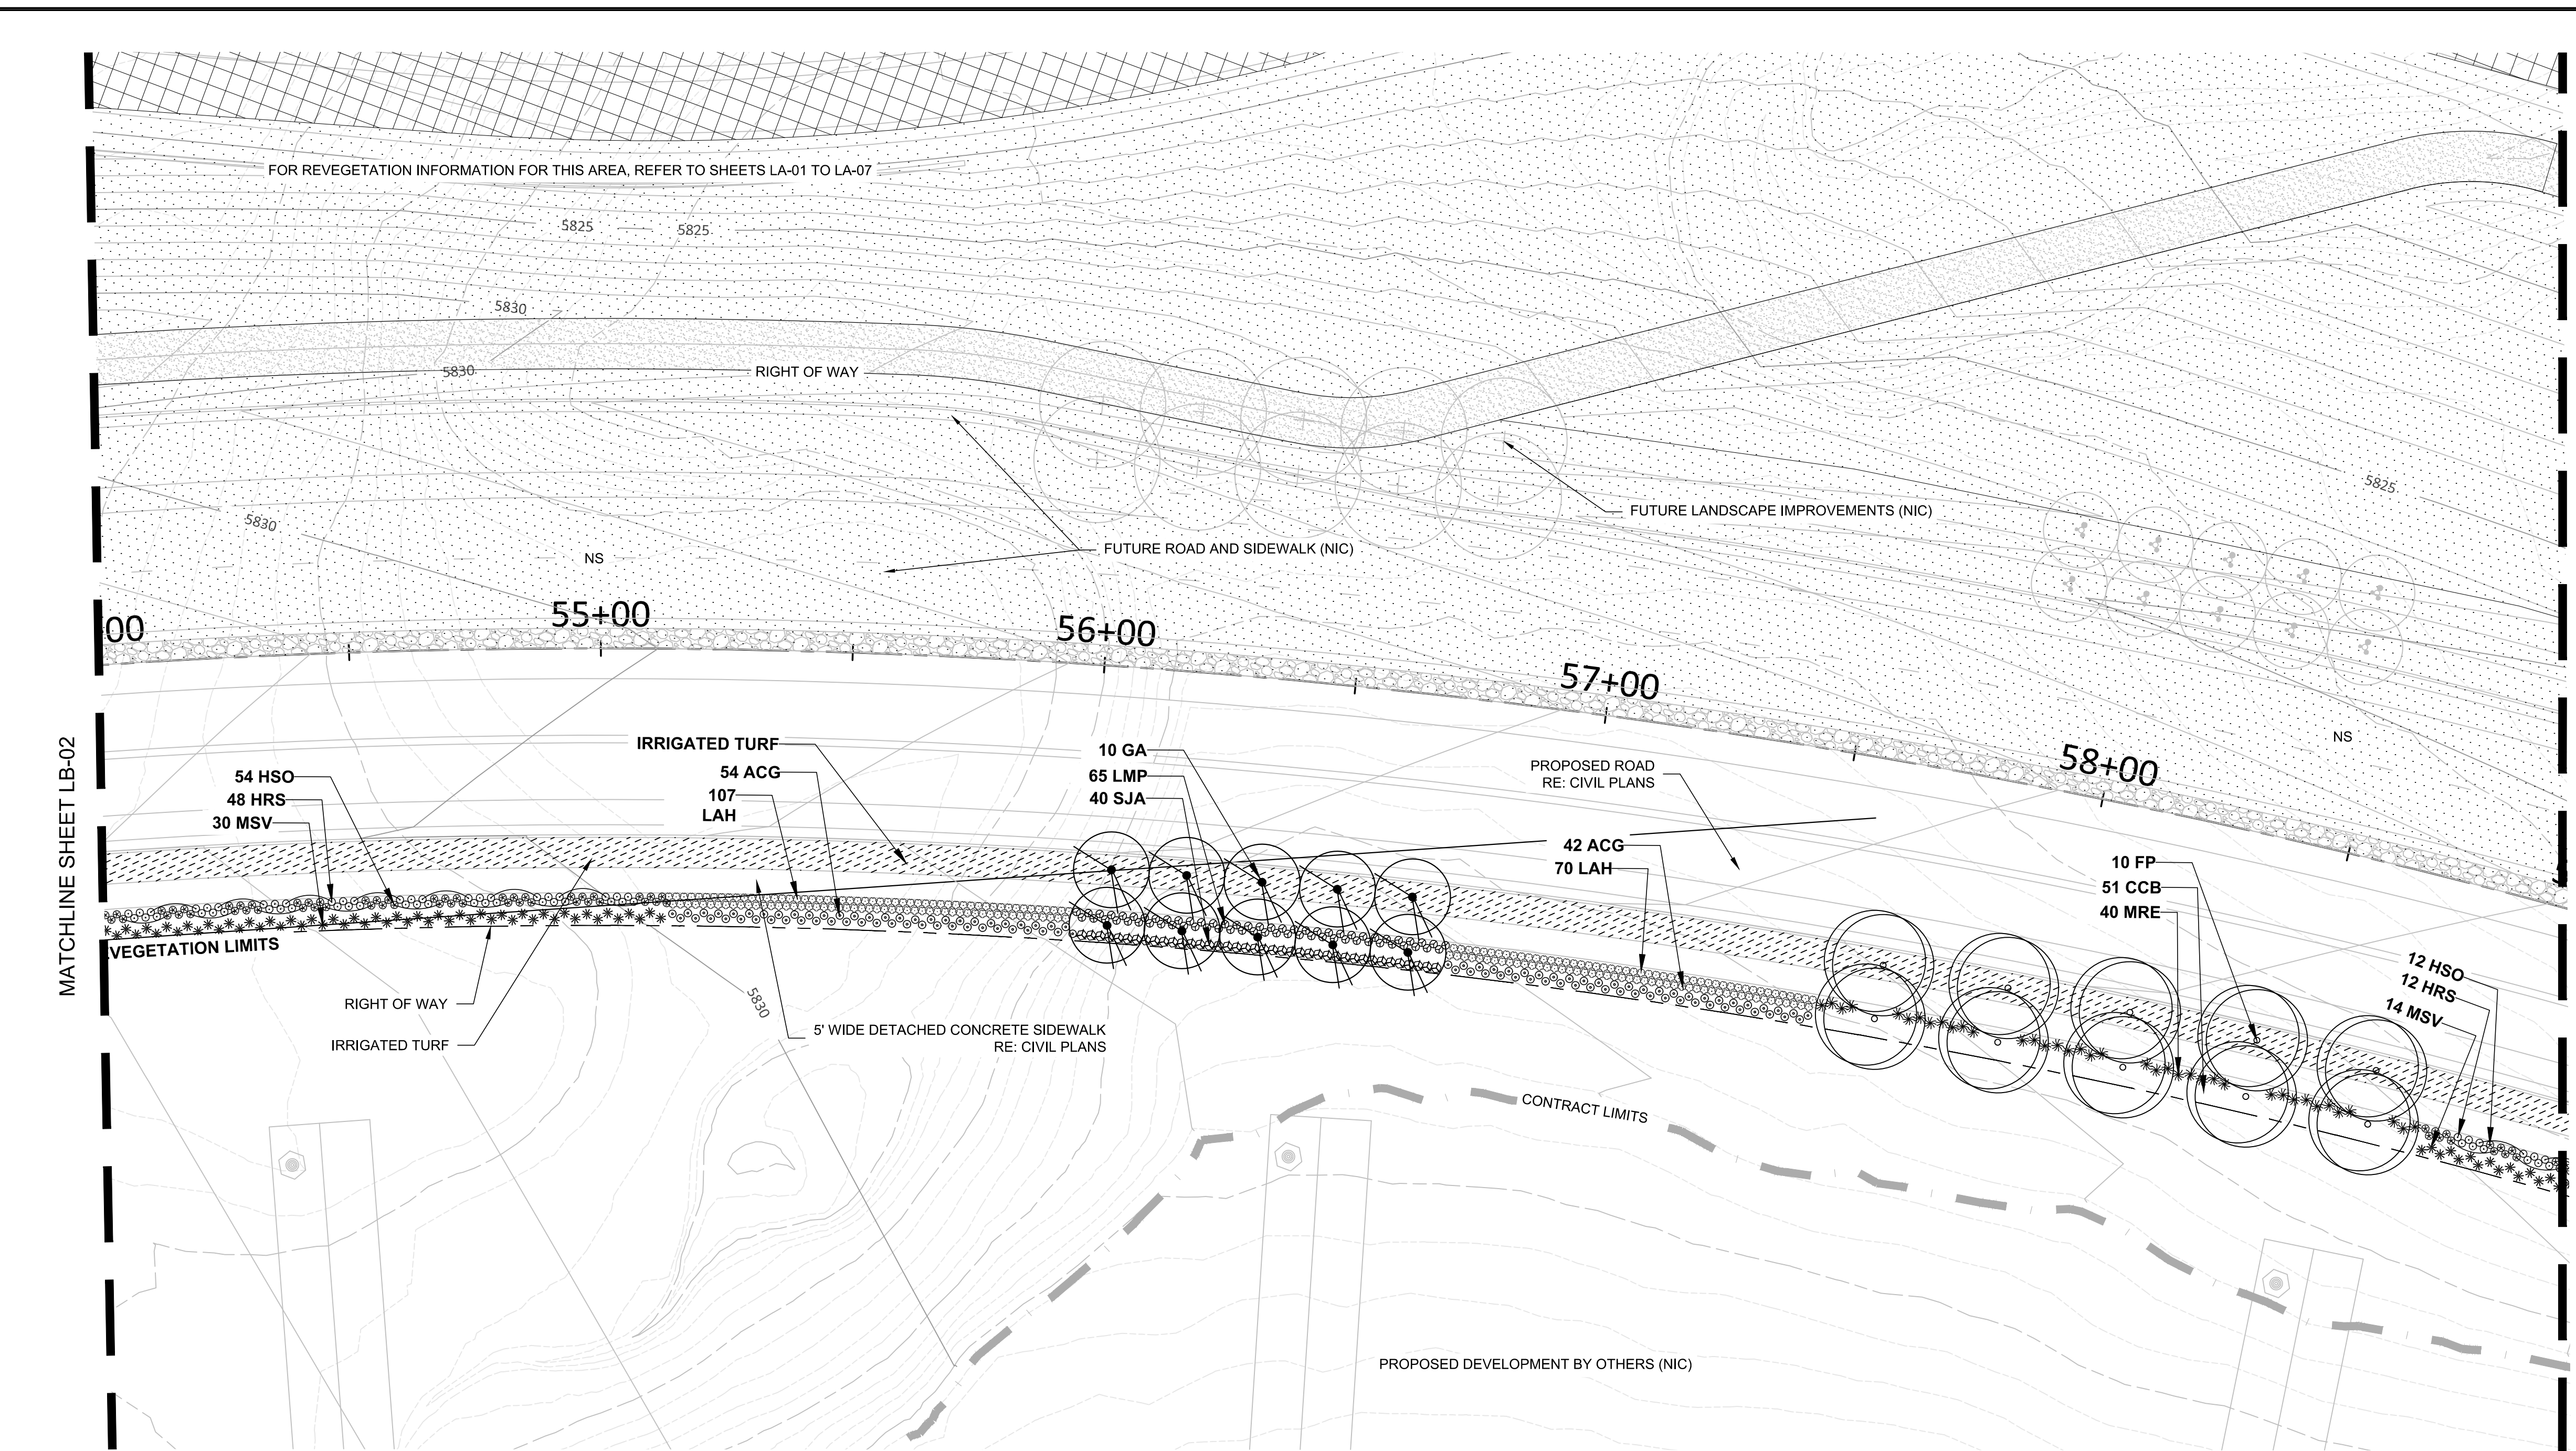 FOR REVEGETATION INFORMATION FOR THIS AREA, REFER TO SHEETS LA-01 TO LA-07
5825
5825
5830
5830
RIGHT OF WAY
5825
FUTURE LANDSCAPE IMPROVEMENTS (NIC)
5830
FUTURE ROAD AND SIDEWALK (NIC)
NS
00
55+00
56+00
57+00
58+00
NS
MATCHLINE SHEET LB-02
IRRIGATED TURF
54 ACG
107
LAH
54 HSO
48 HRS
30 MSV
10 GA
65 LMP
40 SJA
PROPOSED ROAD
RE: CIVIL PLANS
42 ACG
70 LAH
10 FP
51 CCB
40 MRE
12 HSO
12 HRS
14 MSV
VEGETATION LIMITS
RIGHT OF WAY
IRRIGATED TURF
5830
5' WIDE DETACHED CONCRETE SIDEWALK
RE: CIVIL PLANS
CONTRACT LIMITS
PROPOSED DEVELOPMENT BY OTHERS (NIC)